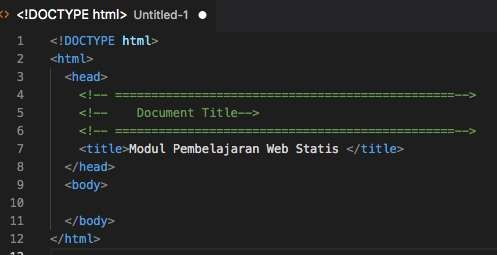 <> <!DOCTYPE html> Untitled-1 ●
1 <!DOCTYPE html>
2 <html>
3   <head>
4     <!-- ===============================================-->
5     <!--    Document Title-->
6     <!-- ===============================================-->
7     <title>Modul Pembelajaran Web Statis </title>
8   </head>
9   <body>
10
11   </body>
12 </html>
13